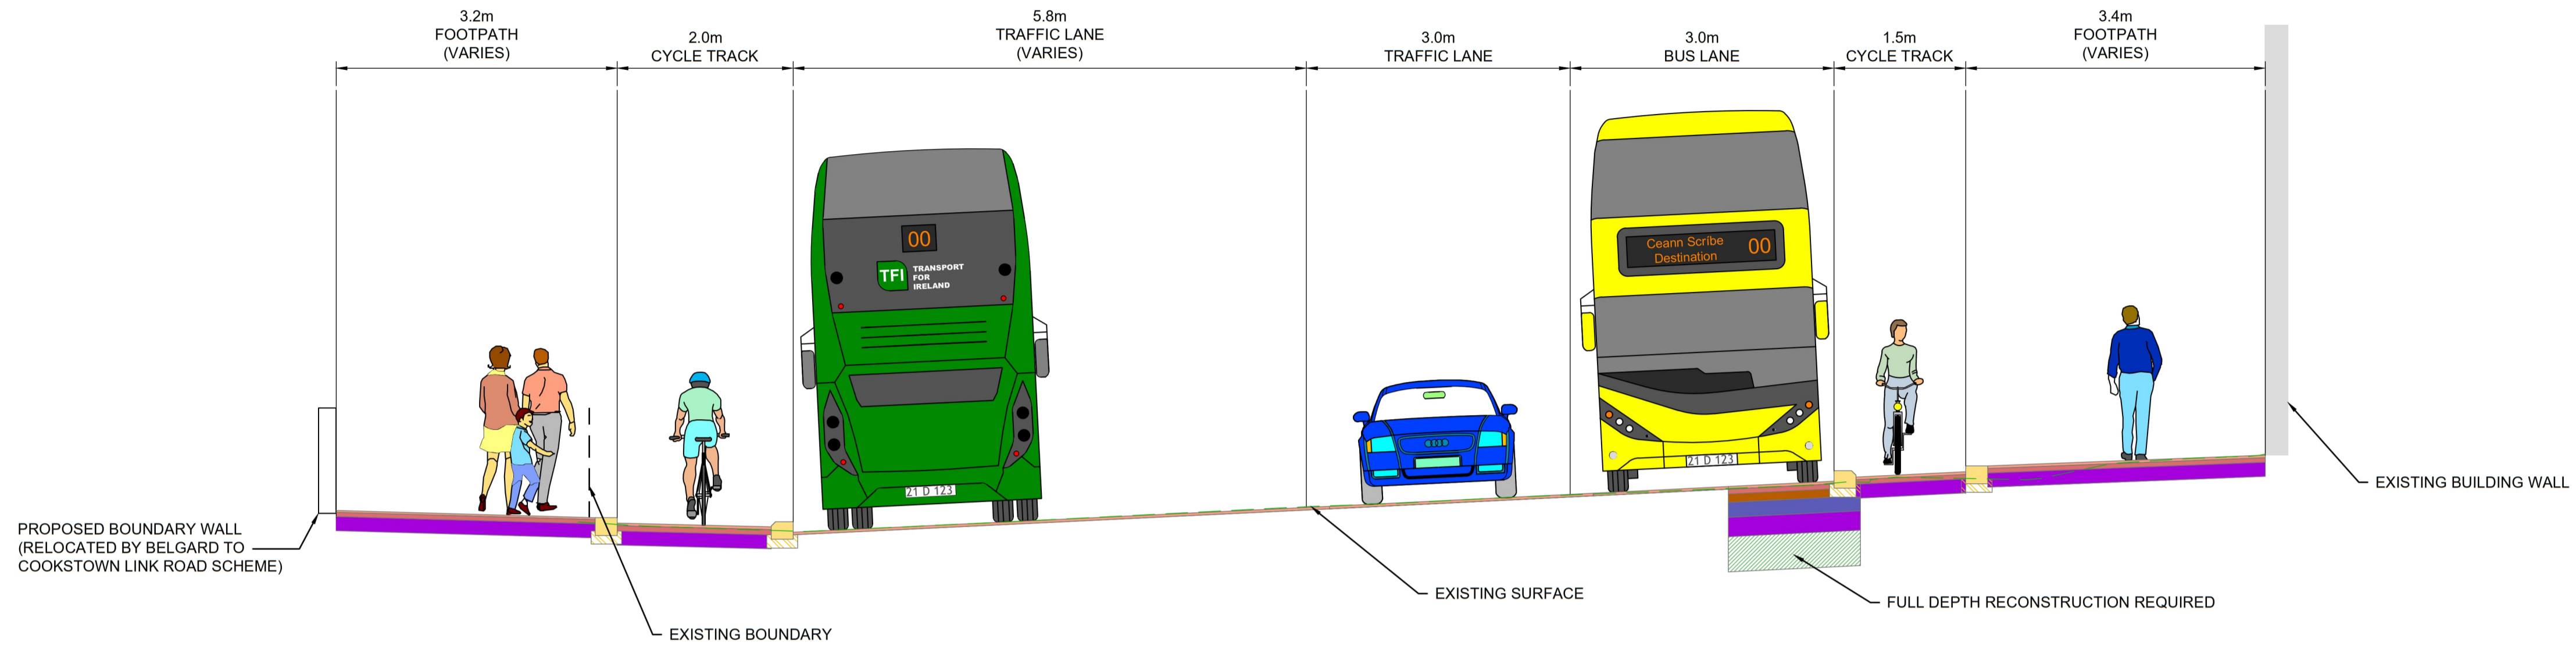 3.2m
FOOTPATH
(VARIES)
2.0m
CYCLE TRACK
5.8m
TRAFFIC LANE
(VARIES)
3.0m
TRAFFIC LANE
3.0m
BUS LANE
1.5m
CYCLE TRACK
3.4m
FOOTPATH
(VARIES)
00
TFI
TRANSPORT
FOR
IRELAND
21 D 123
Ceann Scríbe
Destination
00
21 D 123
PROPOSED BOUNDARY WALL
(RELOCATED BY BELGARD TO
COOKSTOWN LINK ROAD SCHEME)
EXISTING BOUNDARY
EXISTING SURFACE
FULL DEPTH RECONSTRUCTION REQUIRED
EXISTING BUILDING WALL